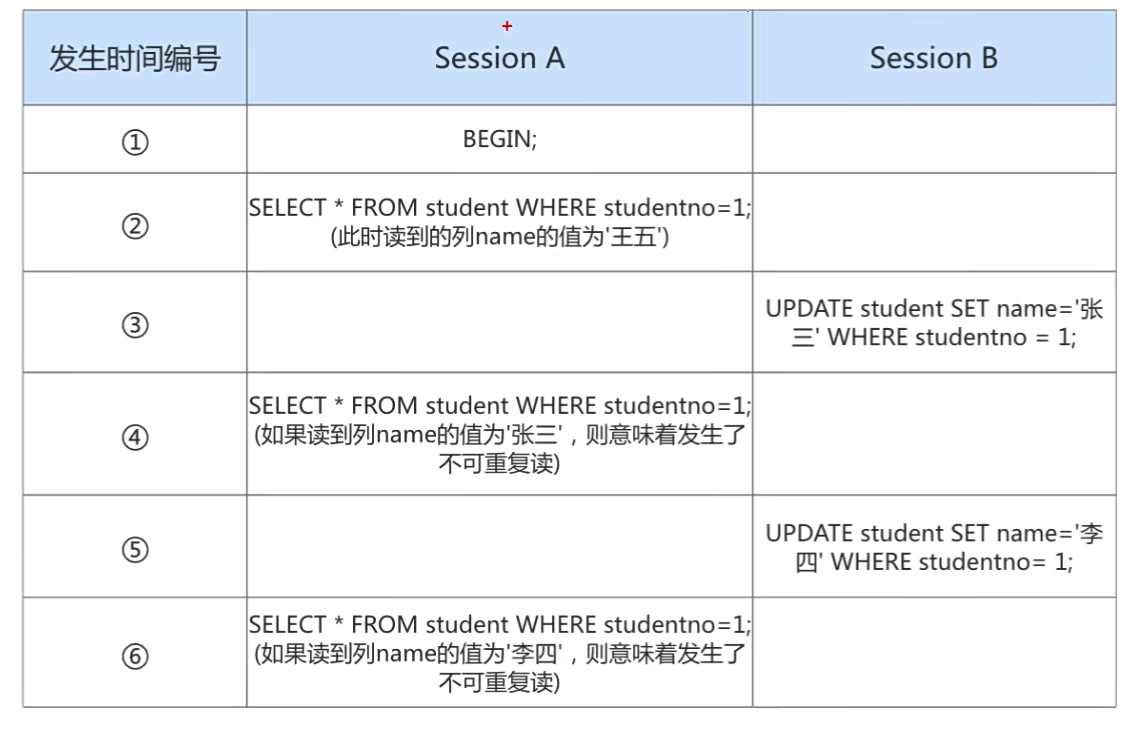 发生时间编号
Session A
Session B
①
BEGIN;
②
SELECT * FROM student WHERE studentno=1;
(此时读到的列name的值为'王五')
③
UPDATE student SET name='张
三' WHERE studentno = 1;
④
SELECT * FROM student WHERE studentno=1;
(如果读到列name的值为'张三'，则意味着发生了
不可重复读)
⑤
UPDATE student SET name='李
四' WHERE studentno= 1;
⑥
SELECT * FROM student WHERE studentno=1;
(如果读到列name的值为'李四'，则意味着发生了
不可重复读)